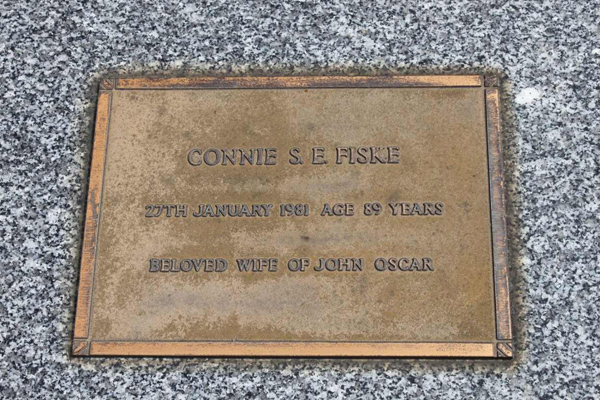 CONNIE S. E. FISKE
27TH JANUARY 1981 AGE 89 YEARS
BELOVED WIFE OF JOHN OSCAR